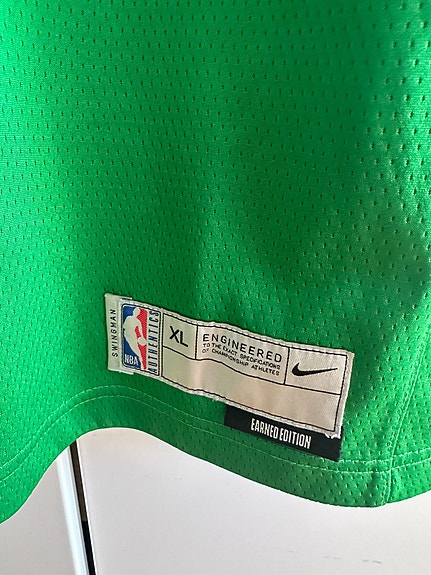 SWINGMAN
NBA
AUTHENTICS
XL
ENGINEERED
TO THE EXACT SPECIFICATIONS
OF CHAMPIONSHIP ATHLETES
EARNED EDITION